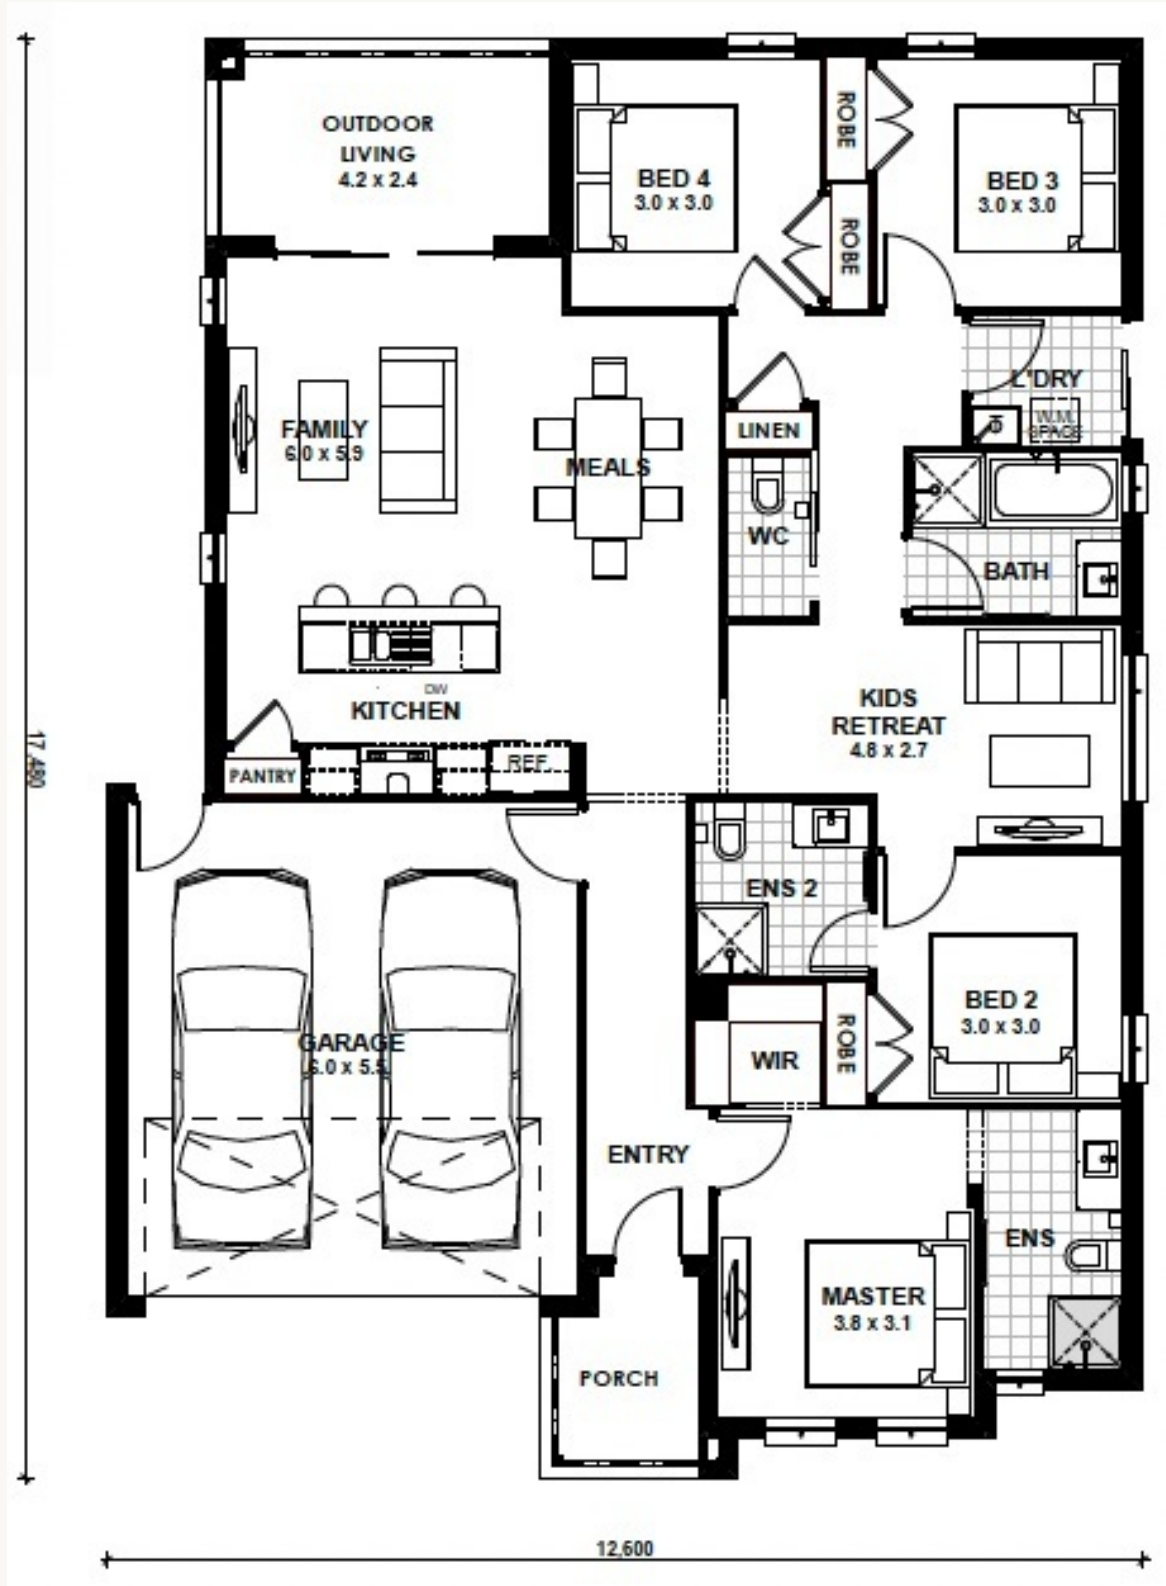 OUTDOOR
LIVING
4.2 x 2.4
BED 4
3.0 x 3.0
ROBE
ROBE
BED 3
3.0 x 3.0
L'DRY
W.M.
SPACE
FAMILY
6.0 x 5.9
MEALS
LINEN
WC
BATH
DW
KITCHEN
PANTRY
REF.
KIDS
RETREAT
4.8 x 2.7
17,480
ENS 2
BED 2
3.0 x 3.0
GARAGE
6.0 x 5.5
WIR
ROBE
ENTRY
ENS
MASTER
3.8 x 3.1
PORCH
12,600